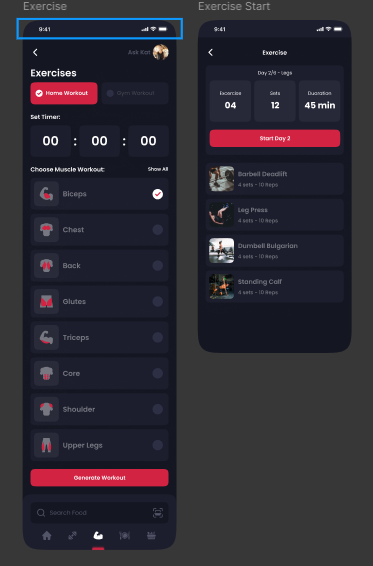 Exercise
9:41
Ask Kat
Exercises
Home Workout
Gym Workout
Set Timer:
00 : 00 : 00
Choose Muscle Workout:
Show All
Biceps
Chest
Back
Glutes
Triceps
Core
Shoulder
Upper Legs
Generate Workout
Search Food
Exercise Start
9:41
Exercise
Day 2/11 - Legs
Excercise
04
Sets
12
Duaration
45 min
Start Day 2
Barbell Deadlift
4 sets - 10 Reps
Leg Press
4 sets - 10 Reps
Dumbell Bulgarian
4 sets - 10 Reps
Standing Calf
4 sets - 10 Reps